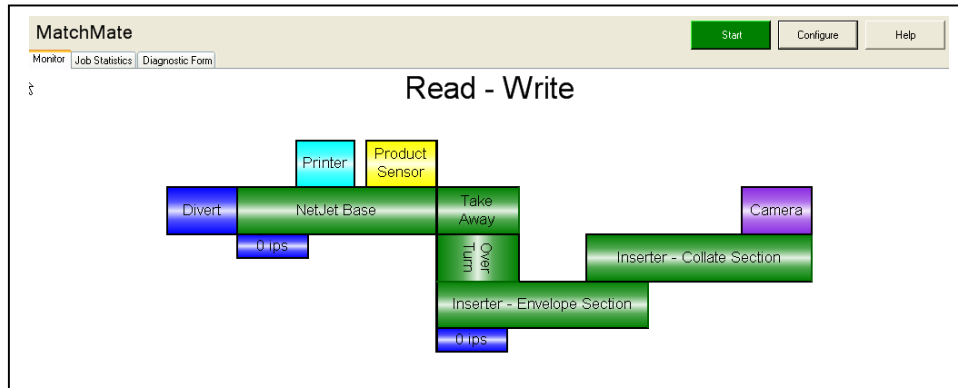 MatchMate
Start
Configure
Help
Monitor
Job Statistics
Diagnostic Form
Read - Write
Printer
Product
Sensor
Divert
NetJet Base
Take
Away
Camera
0 ips
Over
Turn
Inserter - Collate Section
Inserter - Envelope Section
0 ips